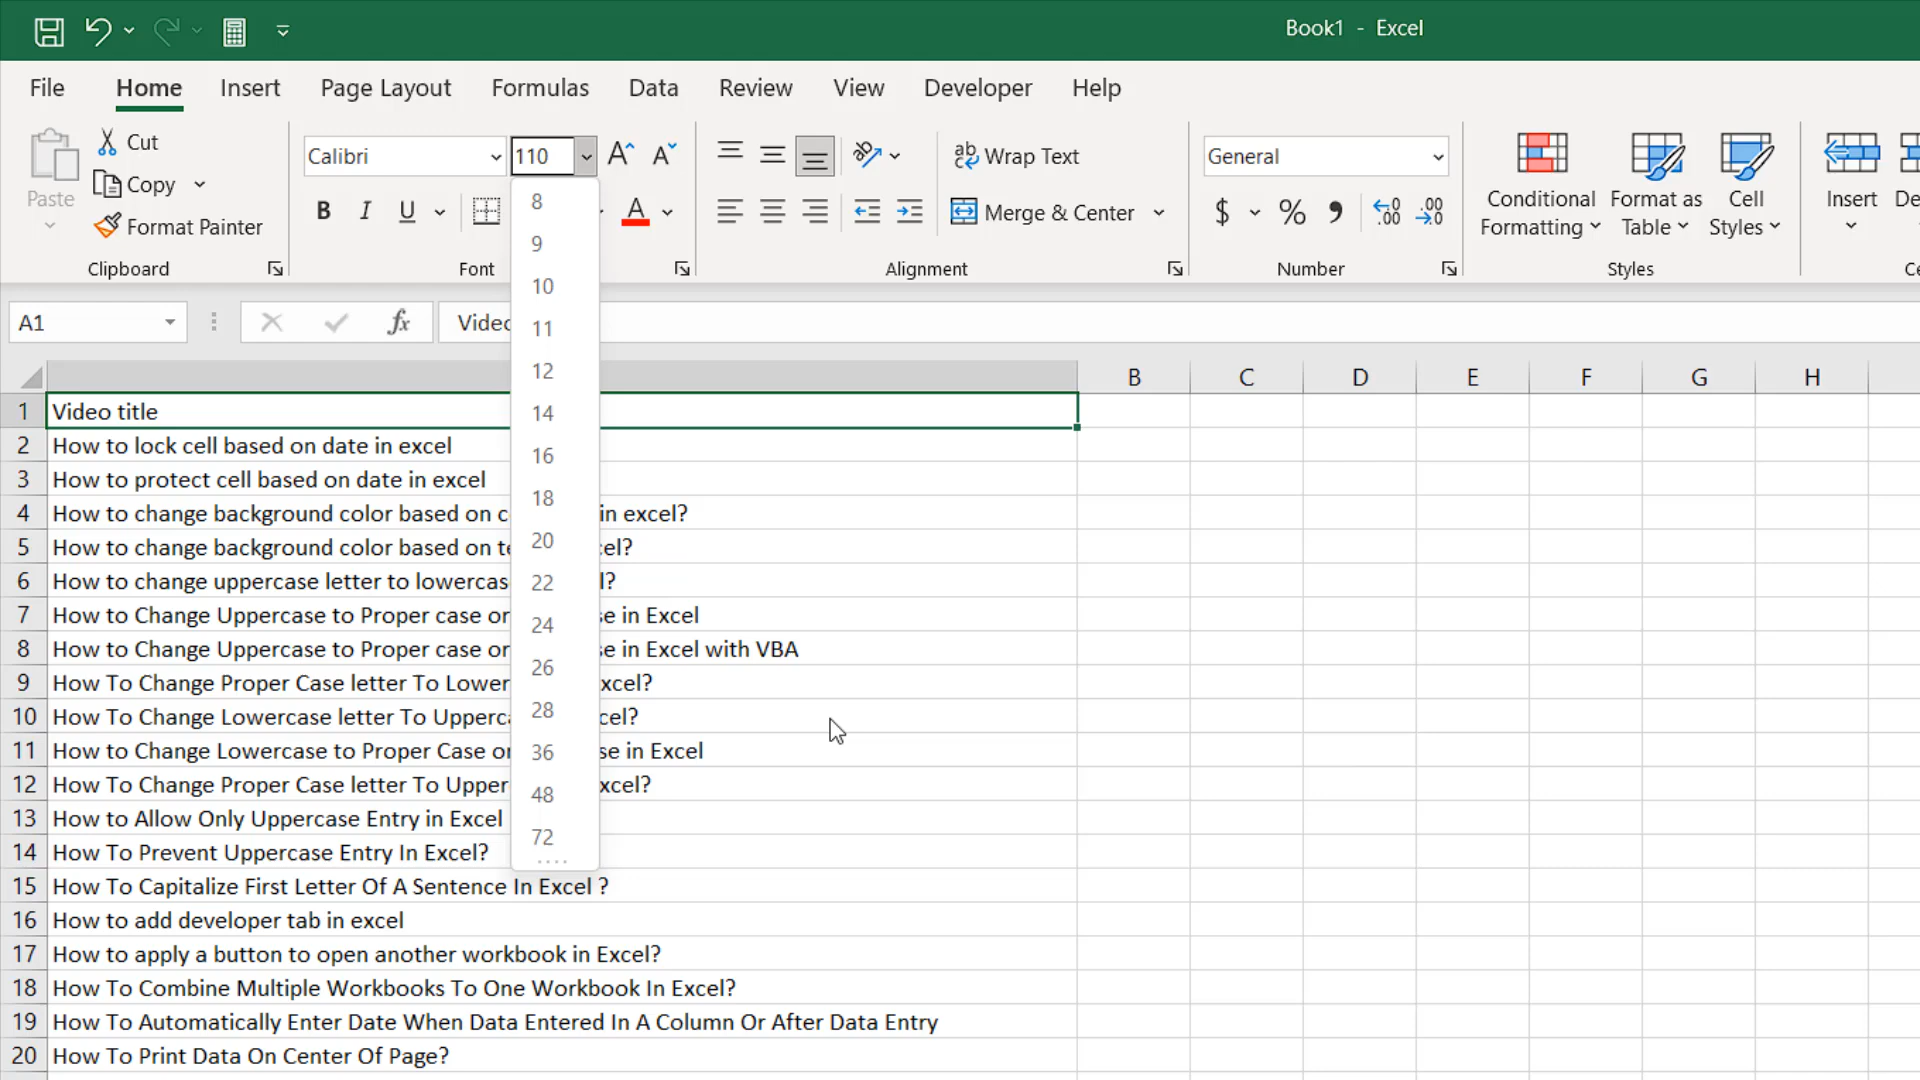 Book1 - Excel
File Home Insert Page Layout Formulas Data Review View Developer Help
Paste
Cut
Copy
Format Painter
Clipboard
Calibri 110
B I U A
Font
Wrap Text
Merge & Center
Alignment
General
$ % ,
Number
Conditional Formatting
Format as Table
Cell Styles
Styles
Insert
8
9
10
11
12
14
16
18
20
22
24
26
28
36
48
72
A1 fx
B C D E F G H
1 Video title
2 How to lock cell based on date in excel
3 How to protect cell based on date in excel
4 How to change background color based on c in excel?
5 How to change background color based on te cel?
6 How to change uppercase letter to lowercas l?
7 How to Change Uppercase to Proper case or se in Excel
8 How to Change Uppercase to Proper case or se in Excel with VBA
9 How To Change Proper Case letter To Lower xcel?
10 How To Change Lowercase letter To Upperca cel?
11 How to Change Lowercase to Proper Case or se in Excel
12 How To Change Proper Case letter To Upper xcel?
13 How to Allow Only Uppercase Entry in Excel
14 How To Prevent Uppercase Entry In Excel?
15 How To Capitalize First Letter Of A Sentence In Excel ?
16 How to add developer tab in excel
17 How to apply a button to open another workbook in Excel?
18 How To Combine Multiple Workbooks To One Workbook In Excel?
19 How To Automatically Enter Date When Data Entered In A Column Or After Data Entry
20 How To Print Data On Center Of Page?